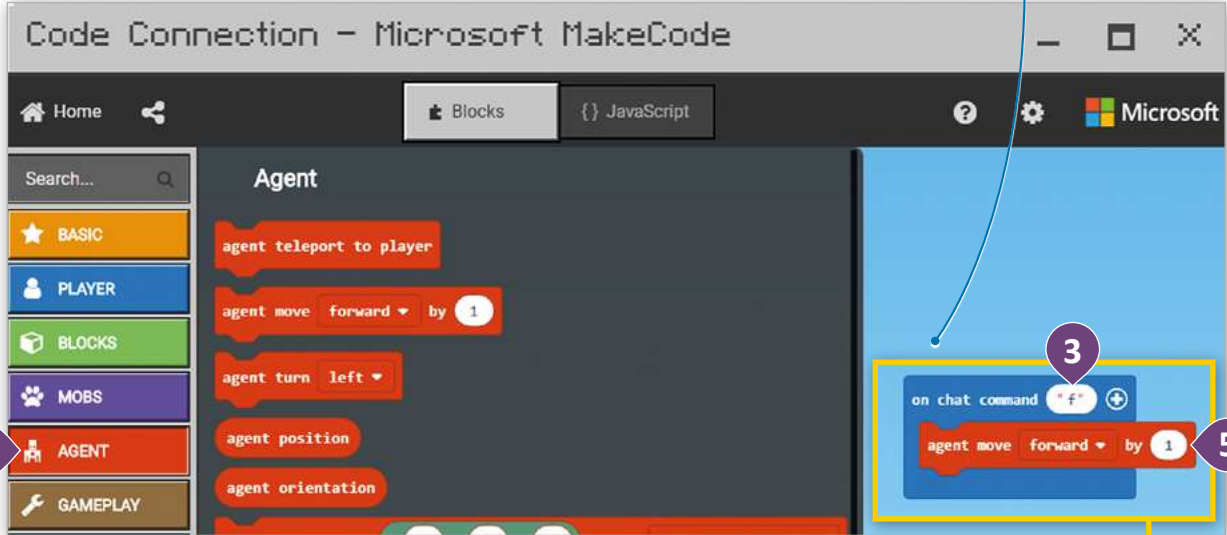 Code Connection - Microsoft MakeCode
Home
Blocks
{} JavaScript
?
Microsoft
Search...
Agent
BASIC
PLAYER
BLOCKS
MOBS
AGENT
GAMEPLAY
agent teleport to player
agent move forward by 1
agent turn left
agent position
agent orientation
3
on chat command "f"
agent move forward by 1
5